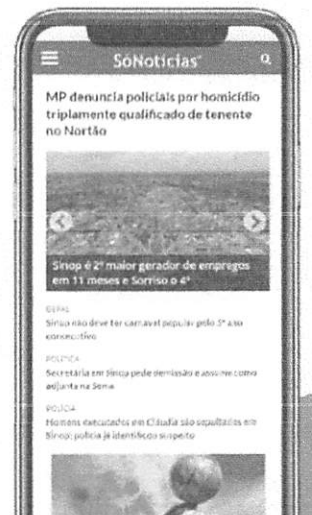 SóNotícias
MP denuncia policiais por homicídio
triplamente qualificado de tenente
no Nortão
Sinop é 2ª maior gerador de empregos
em 11 meses e Sorriso o 4ª
GERAL
Sinop não deve ter carnaval popular pelo 5º ano
consecutivo
POLÍTICA
Secretária em Sinop pede demissão e assume como
adjunta na Sema
POLÍCIA
Homens executados em Cláudia são sepultados em
Sinop; polícia já identificou suspeito